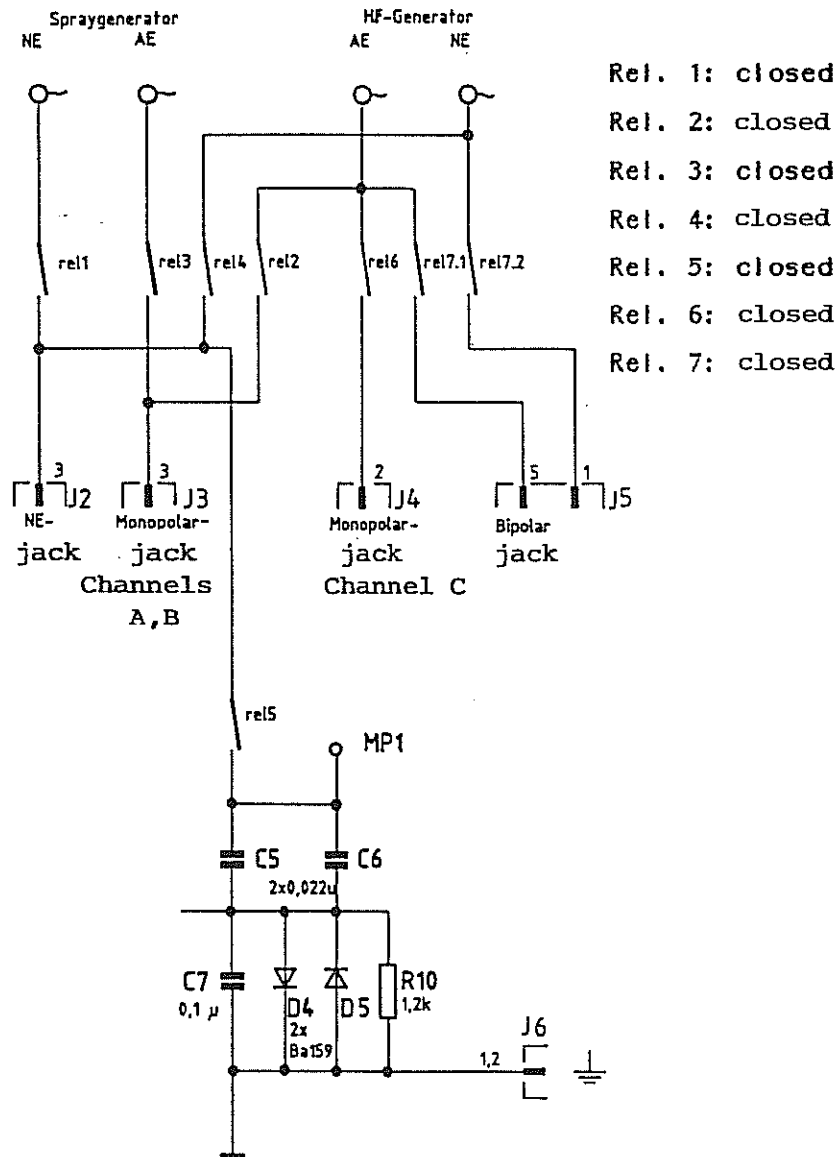 Spraygenerator
HF-Generator
NE
AE
AE
NE
Rel. 1: closed
Rel. 2: closed
Rel. 3: closed
Rel. 4: closed
Rel. 5: closed
Rel. 6: closed
Rel. 7: closed
rel1
rel3
rel4
rel2
rel6
rel7.1
rel7.2
3
J2
3
J3
2
J4
5
1
J5
NE-
jack
Monopolar-
jack
Channels
A,B
Monopolar-
jack
Channel C
Bipolar
jack
rel5
MP1
C5
C6
2x0,022u
C7
0,1 µ
D4
2x
Ba159
D5
R10
1,2k
J6
1,2